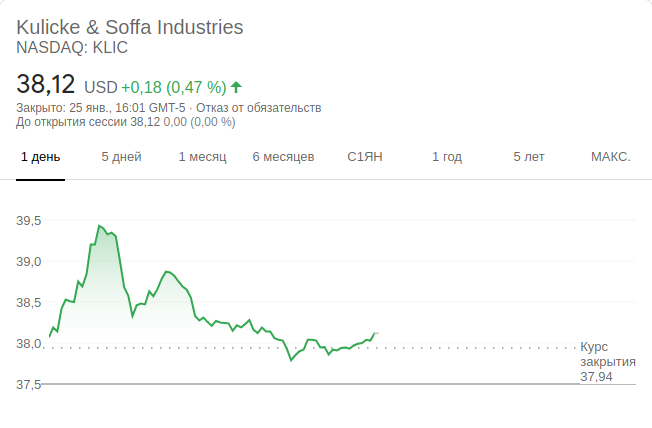 Kulicke & Soffa Industries
NASDAQ: KLIC
38,12 USD +0,18 (0,47 %)
Закрыто: 25 янв., 16:01 GMT-5 · Отказ от обязательств
До открытия сессии 38,12 0,00 (0,00 %)
1 день 5 дней 1 месяц 6 месяцев С1ЯН 1 год 5 лет МАКС.
39,5
39,0
38,5
38,0
37,5
Курс
закрытия
37,94